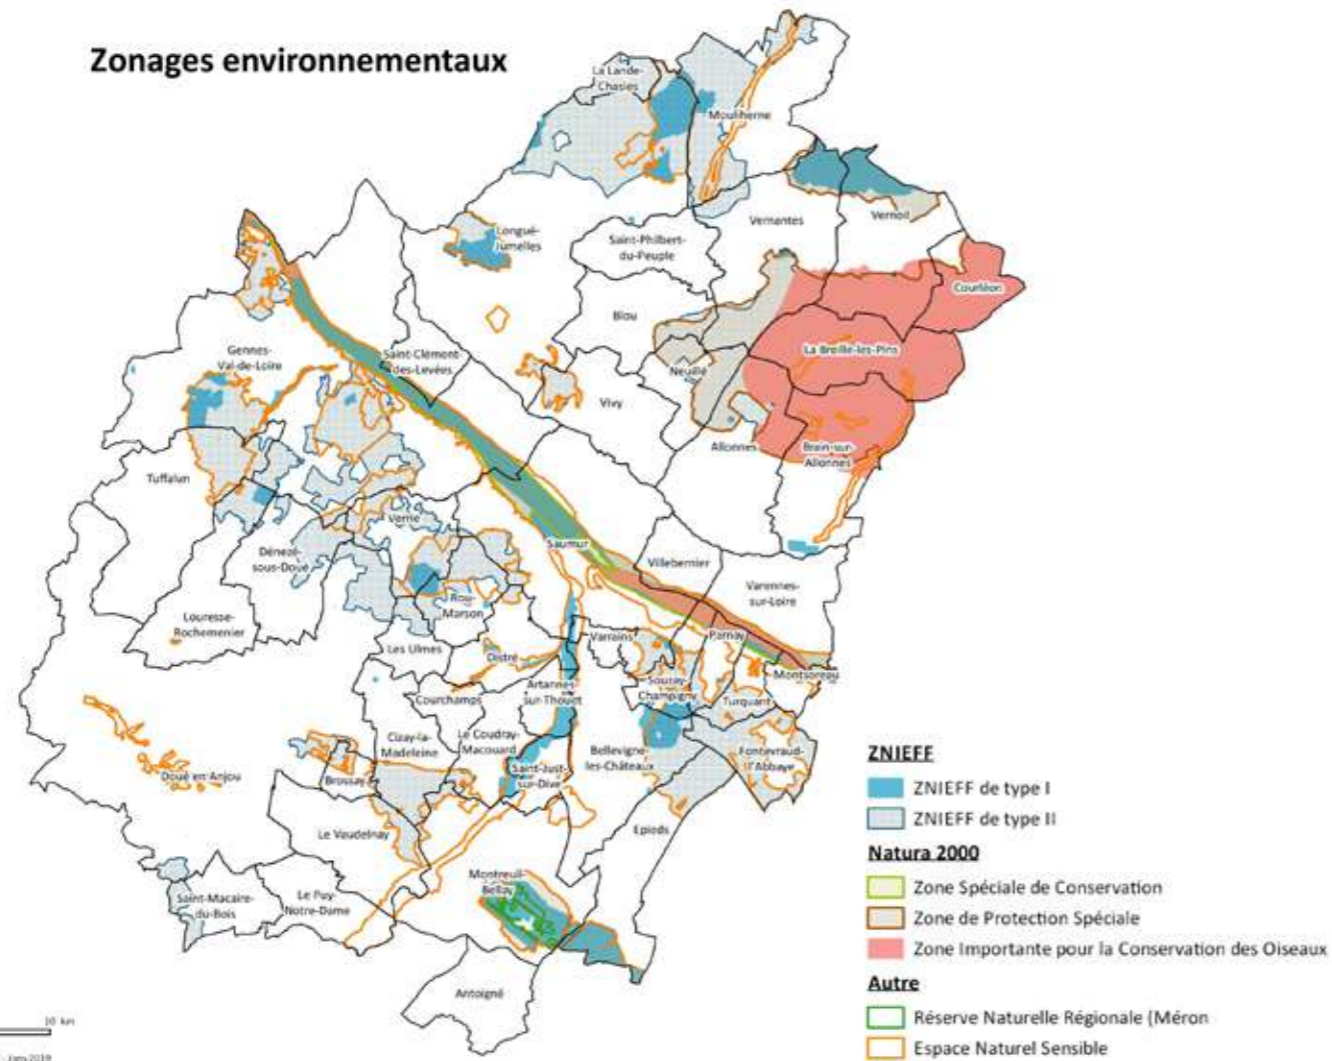 Zonages environnementaux
La Lande-
Chasles
Mouliherne
Vernantes
Vernoil
Longué-
Jumelles
Saint-Philbert-
du-Peuple
Courléon
Blou
La Breille-les-Pins
Gennes-
Val-de-Loire
Saint-Clément-
des-Levées
Neuillé
Vivy
Allonnes
Brain-sur-
Allonnes
Tuffalun
Verrie
Saumur
Dénezé-
sous-Doué
Villebernier
Varennes-
sur-Loire
Rou-
Marson
Louresse-
Rochemenier
Varrains
Parnay
Les Ulmes
Distré
Souzay-
Champigny
Montsoreau
Artannes-
sur-Thouet
Courchamps
Turquant
Cizay-la-
Madeleine
Le Coudray-
Macouard
Bellevigne-
les-Châteaux
Fontevraud-
l'Abbaye
Saint-Just-
sur-Dive
Doué en Anjou
Brossay
Le Vaudelnay
Epieds
Montreuil-
Bellay
Saint-Macaire-
du-Bois
Le Puy-
Notre-Dame
Antoigné
ZNIEFF
ZNIEFF de type I
ZNIEFF de type II
Natura 2000
Zone Spéciale de Conservation
Zone de Protection Spéciale
Zone Importante pour la Conservation des Oiseaux
Autre
Réserve Naturelle Régionale (Méron
Espace Naturel Sensible
10 km
2019